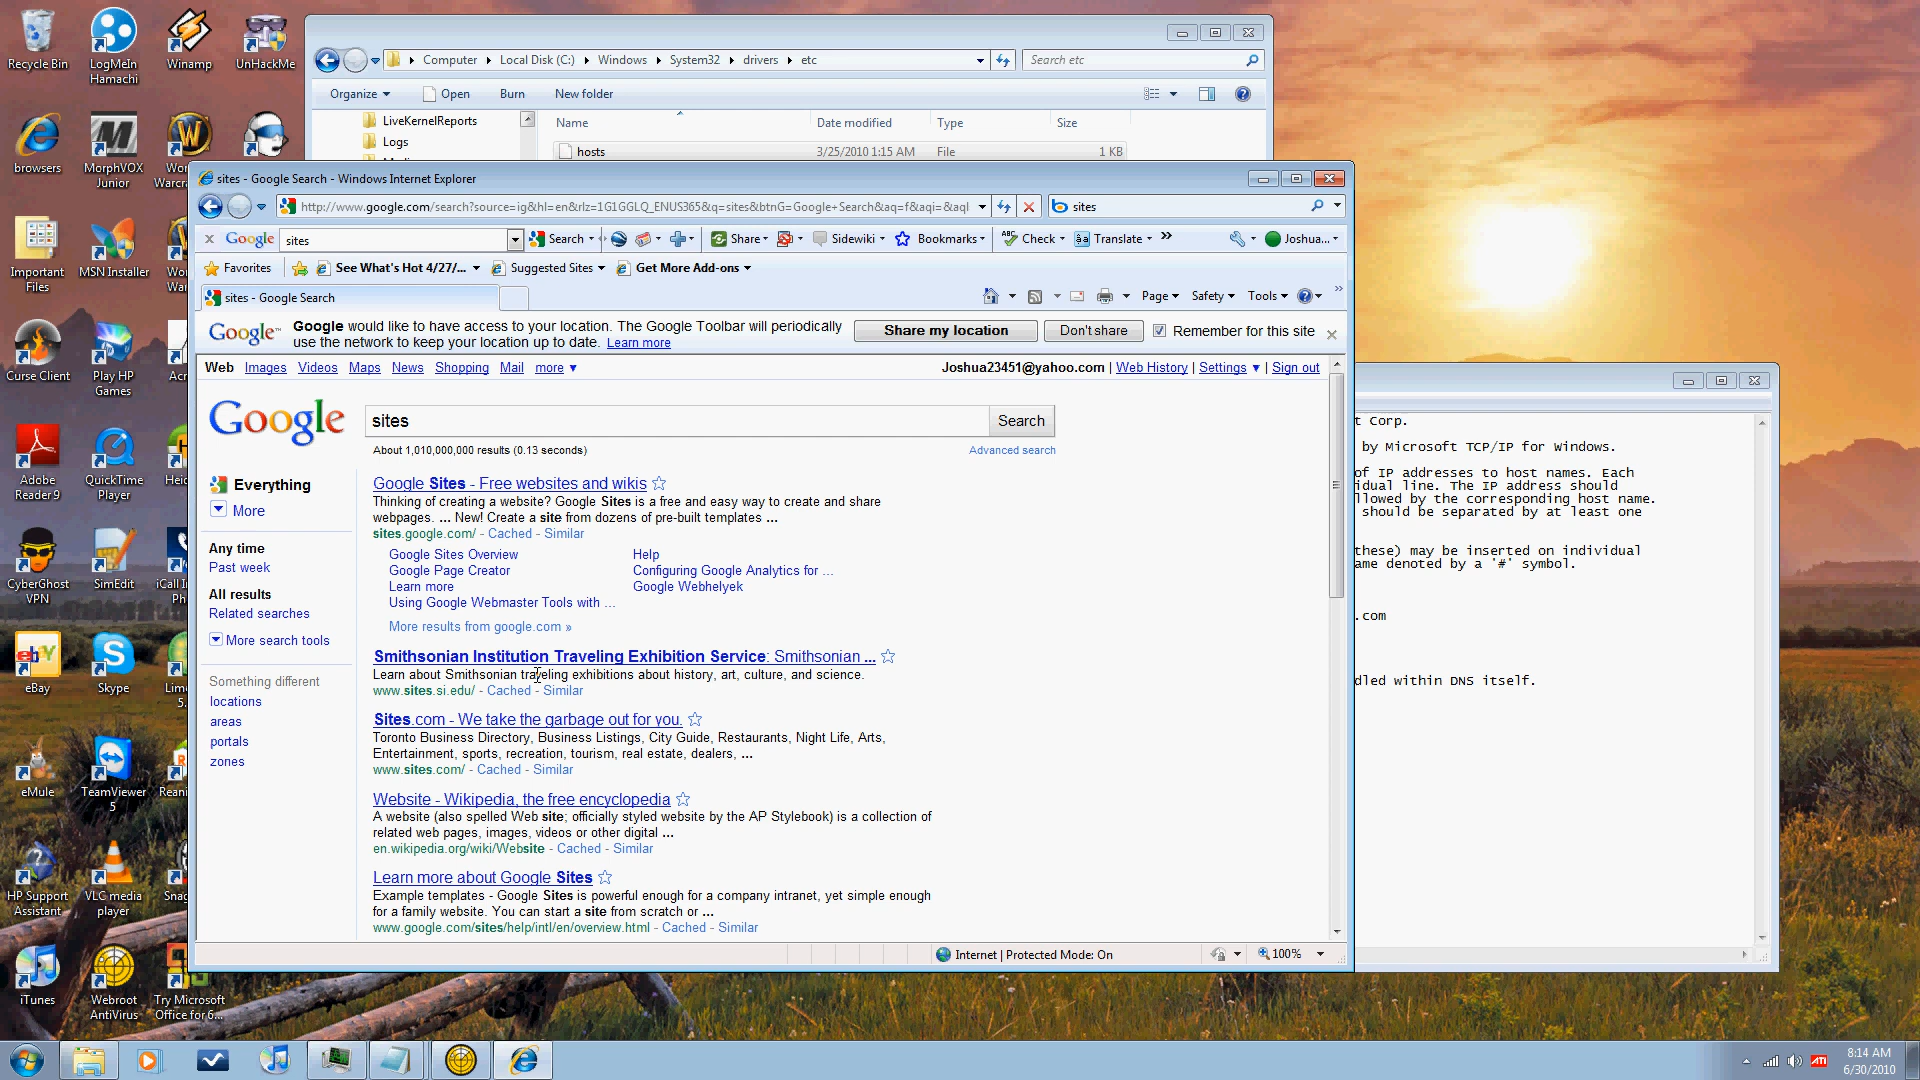 Recycle Bin
LogMeIn
Hamachi
Winamp
UnHackMe
browsers
MorphVOX
Junior
Wor
Warcra
Important
Files
MSN Installer
Wor
Wa
Curse Client
Play HP
Games
Acr
Adobe
Reader 9
QuickTime
Player
Heid
CyberGhost
VPN
SimEdit
iCall In
Ph
eBay
Skype
Lime
5.
eMule
TeamViewer
5
Reani
HP Support
Assistant
VLC media
player
Snag
iTunes
Webroot
AntiVirus
Try Microsoft
Office for 6...
Computer
Local Disk (C:)
Windows
System32
drivers
etc
Search etc
Organize
Open
Burn
New folder
LiveKernelReports
Logs
Name
Date modified
Type
Size
hosts
3/25/2010 1:15 AM
File
1 KB
sites - Google Search - Windows Internet Explorer
http://www.google.com/search?source=ig&hl=en&rlz=1G1GGLQ_ENUS365&q=sites&btnG=Google+Search&aq=f&aqi=&aql
sites
x Google
sites
Search
Share
Sidewiki
Bookmarks
Check
Translate
Joshua...
Favorites
See What's Hot 4/27/...
Suggested Sites
Get More Add-ons
sites - Google Search
Page
Safety
Tools
Google
Google would like to have access to your location. The Google Toolbar will periodically
use the network to keep your location up to date. Learn more
Share my location
Don't share
Remember for this site
Web Images Videos Maps News Shopping Mail more ▼
Joshua23451@yahoo.com | Web History | Settings ▼ | Sign out
Google
sites
Search
About 1,010,000,000 results (0.13 seconds)
Advanced search
Everything
More
Any time
Past week
All results
Related searches
More search tools
Something different
locations
areas
portals
zones
Google Sites - Free websites and wikis
Thinking of creating a website? Google Sites is a free and easy way to create and share
webpages. ... New! Create a site from dozens of pre-built templates ...
sites.google.com/ - Cached - Similar
Google Sites Overview
Help
Google Page Creator
Configuring Google Analytics for ...
Learn more
Google Webhelyek
Using Google Webmaster Tools with ...
More results from google.com »
Smithsonian Institution Traveling Exhibition Service: Smithsonian ...
Learn about Smithsonian traveling exhibitions about history, art, culture, and science.
www.sites.si.edu/ - Cached - Similar
Sites.com - We take the garbage out for you.
Toronto Business Directory, Business Listings, City Guide, Restaurants, Night Life, Arts,
Entertainment, sports, recreation, tourism, real estate, dealers, ...
www.sites.com/ - Cached - Similar
Website - Wikipedia, the free encyclopedia
A website (also spelled Web site; officially styled website by the AP Stylebook) is a collection of
related web pages, images, videos or other digital ...
en.wikipedia.org/wiki/Website - Cached - Similar
Learn more about Google Sites
Example templates - Google Sites is powerful enough for a company intranet, yet simple enough
for a family website. You can start a site from scratch or ...
www.google.com/sites/help/intl/en/overview.html - Cached - Similar
Internet | Protected Mode: On
100%
t Corp.
by Microsoft TCP/IP for Windows.
of IP addresses to host names. Each
idual line. The IP address should
llowed by the corresponding host name.
should be separated by at least one
these) may be inserted on individual
ame denoted by a '#' symbol.
.com
dled within DNS itself.
ATI
8:14 AM
6/30/2010